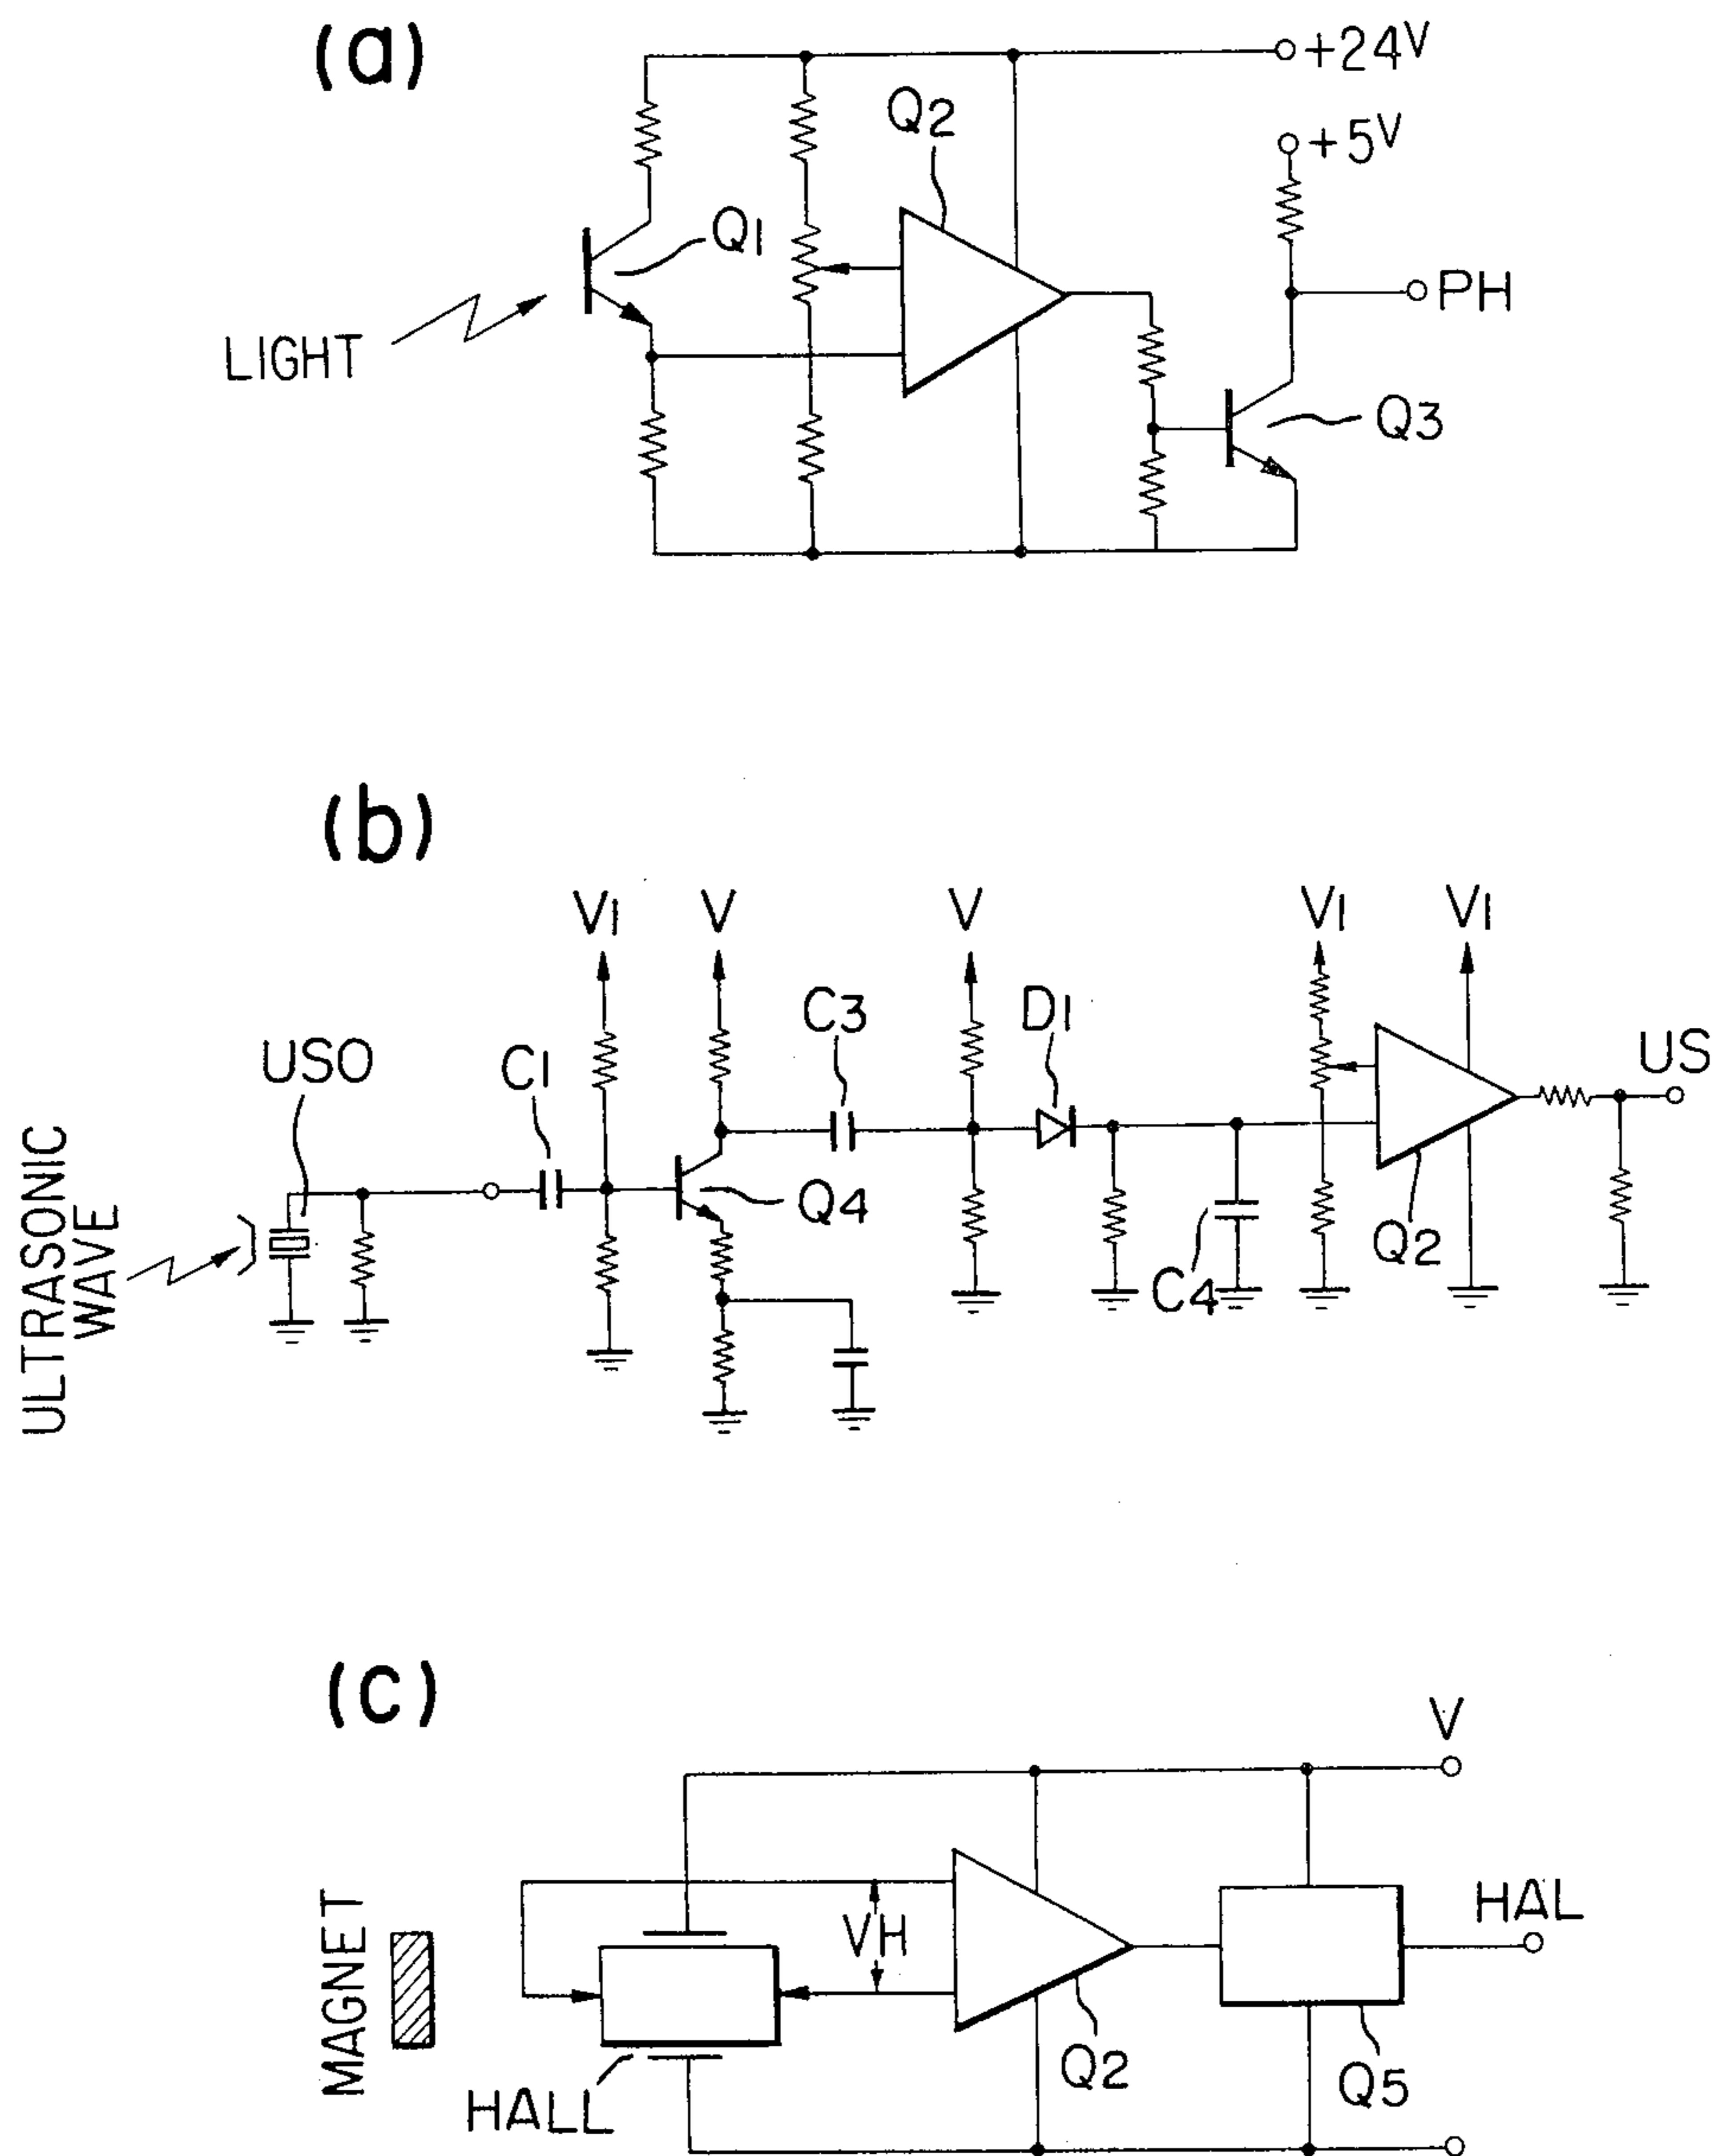 (a)
+24V
Q2
+5V
Q1
PH
LIGHT
Q3
(b)
V1
V
V
V1
V1
C3
D1
USO
C1
US
ULTRASONIC
WAVE
Q4
Q2
C4
(c)
V
MAGNET
VH
HAL
HALL
Q2
Q5